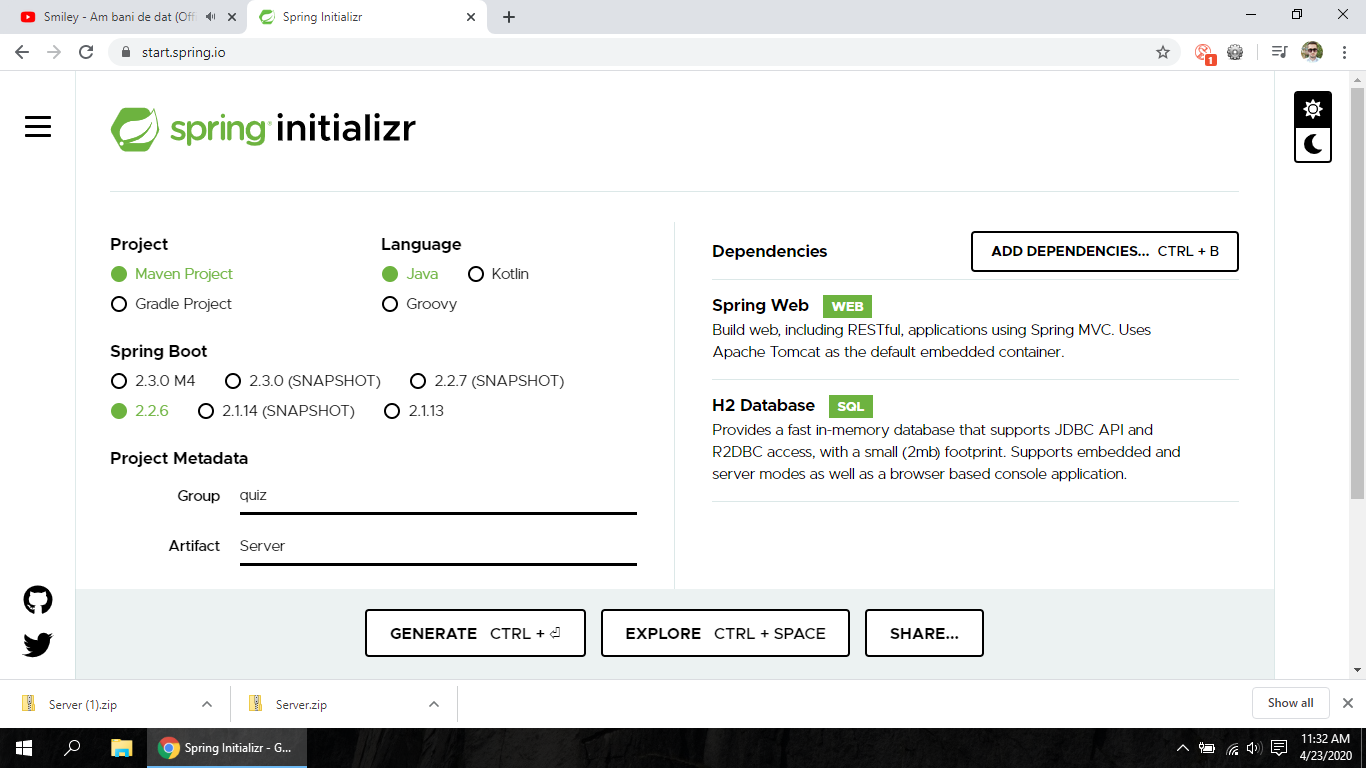 Smiley - Am bani de dat (Offi
Spring Initializr
start.spring.io
1
spring initializr
Project
Maven Project
Gradle Project
Language
Java
Kotlin
Groovy
Spring Boot
2.3.0 M4
2.3.0 (SNAPSHOT)
2.2.7 (SNAPSHOT)
2.2.6
2.1.14 (SNAPSHOT)
2.1.13
Project Metadata
Group quiz
Artifact Server
Dependencies
ADD DEPENDENCIES... CTRL + B
Spring Web WEB
Build web, including RESTful, applications using Spring MVC. Uses
Apache Tomcat as the default embedded container.
H2 Database SQL
Provides a fast in-memory database that supports JDBC API and
R2DBC access, with a small (2mb) footprint. Supports embedded and
server modes as well as a browser based console application.
GENERATE CTRL + ⏎
EXPLORE CTRL + SPACE
SHARE...
Server (1).zip
Server.zip
Show all
Spring Initializr - G...
11:32 AM
4/23/2020